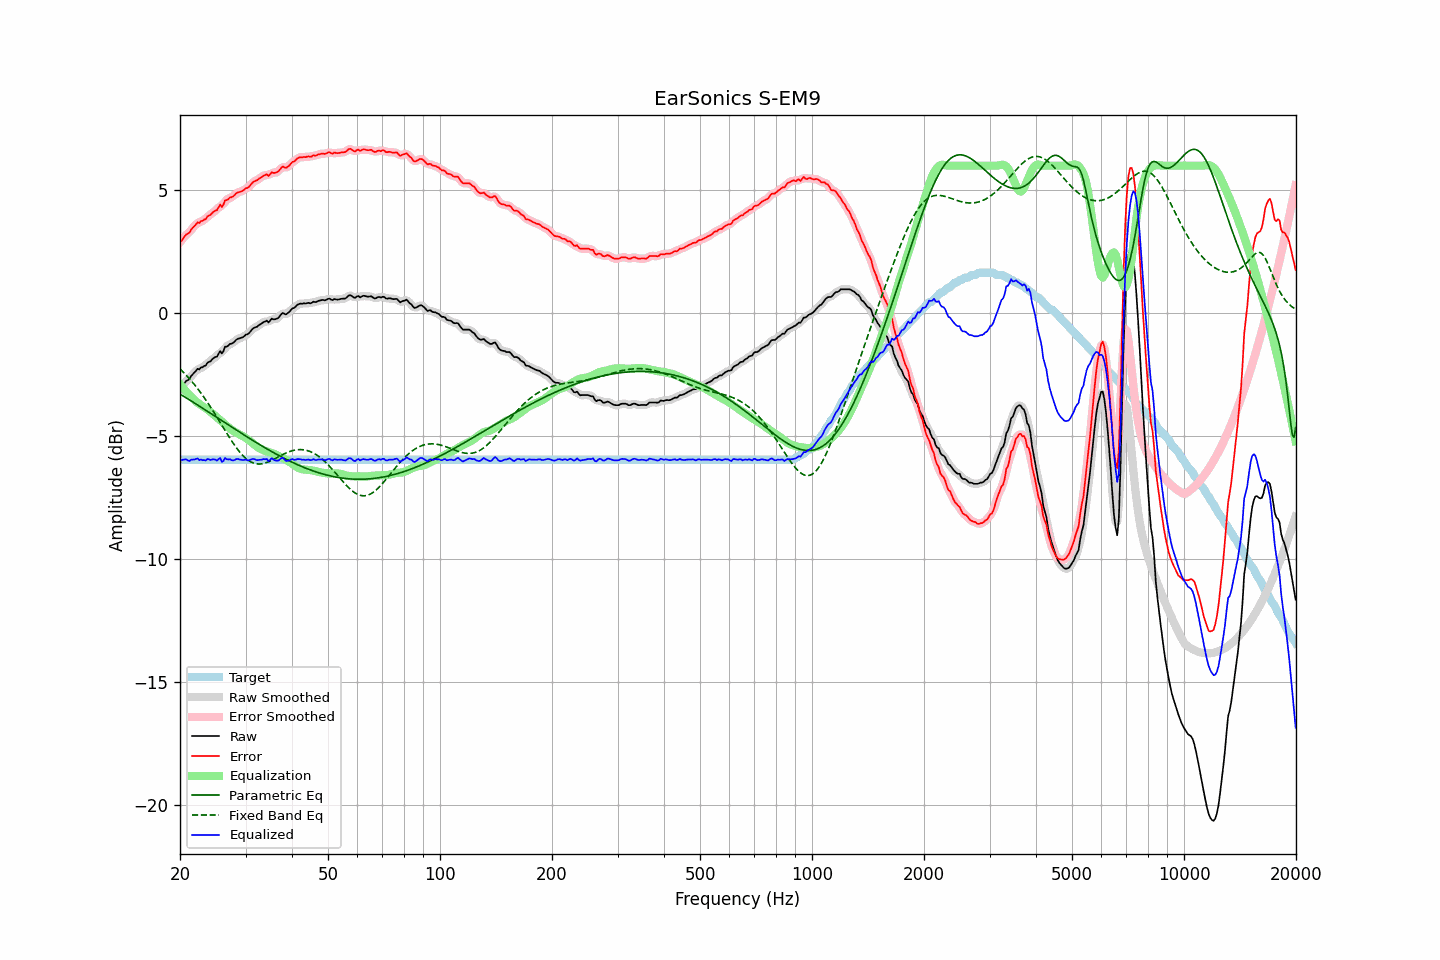 EarSonics S-EM9
Amplitude (dBr)
5
0
−5
−10
−15
−20
Target
Raw Smoothed
Error Smoothed
Raw
Error
Equalization
Parametric Eq
Fixed Band Eq
Equalized
20 50 100 200 500 1000 2000 5000 10000 20000
Frequency (Hz)